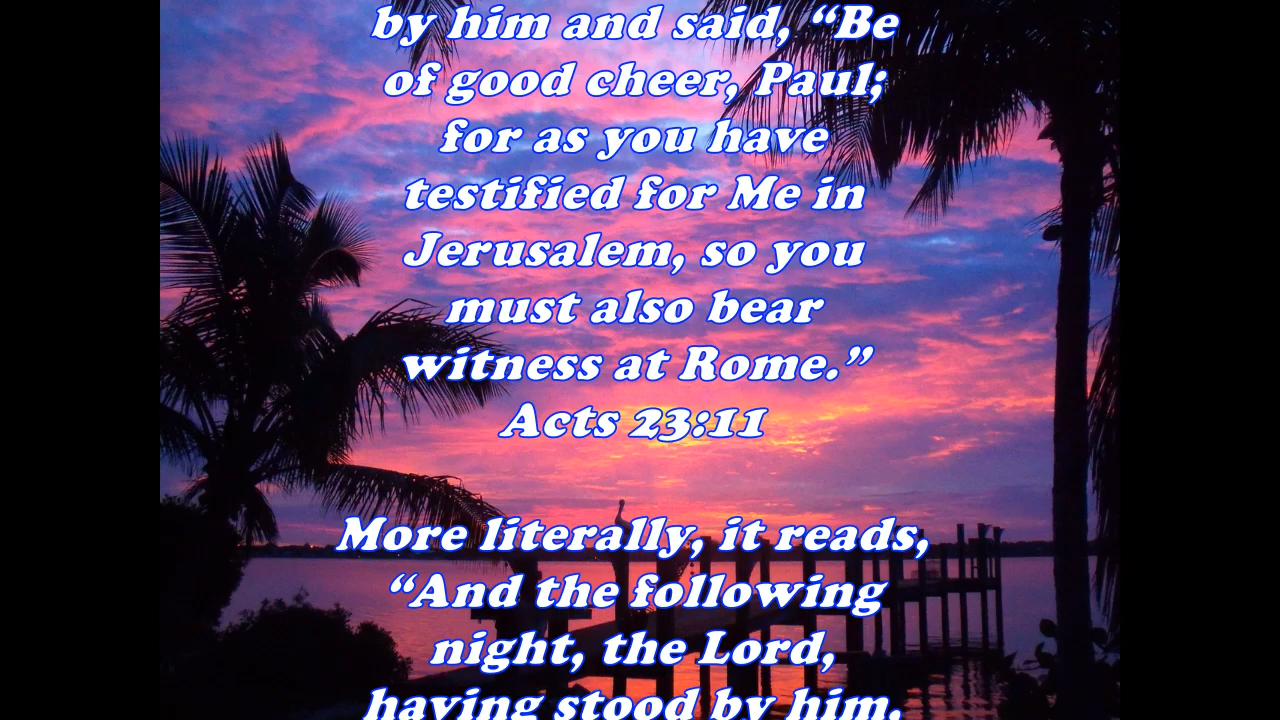 by him and said, “Be
of good cheer, Paul;
for as you have
testified for Me in
Jerusalem, so you
must also bear
witness at Rome.”
Acts 23:11
More literally, it reads,
“And the following
night, the Lord,
having stood by him,